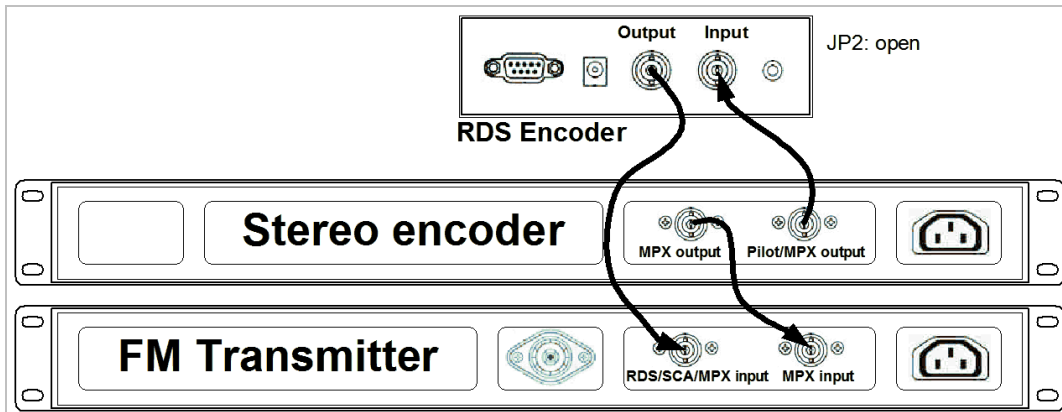 Output Input
JP2: open
RDS Encoder
Stereo encoder
MPX output Pilot/MPX output
FM Transmitter
RDS/SCA/MPX input MPX input